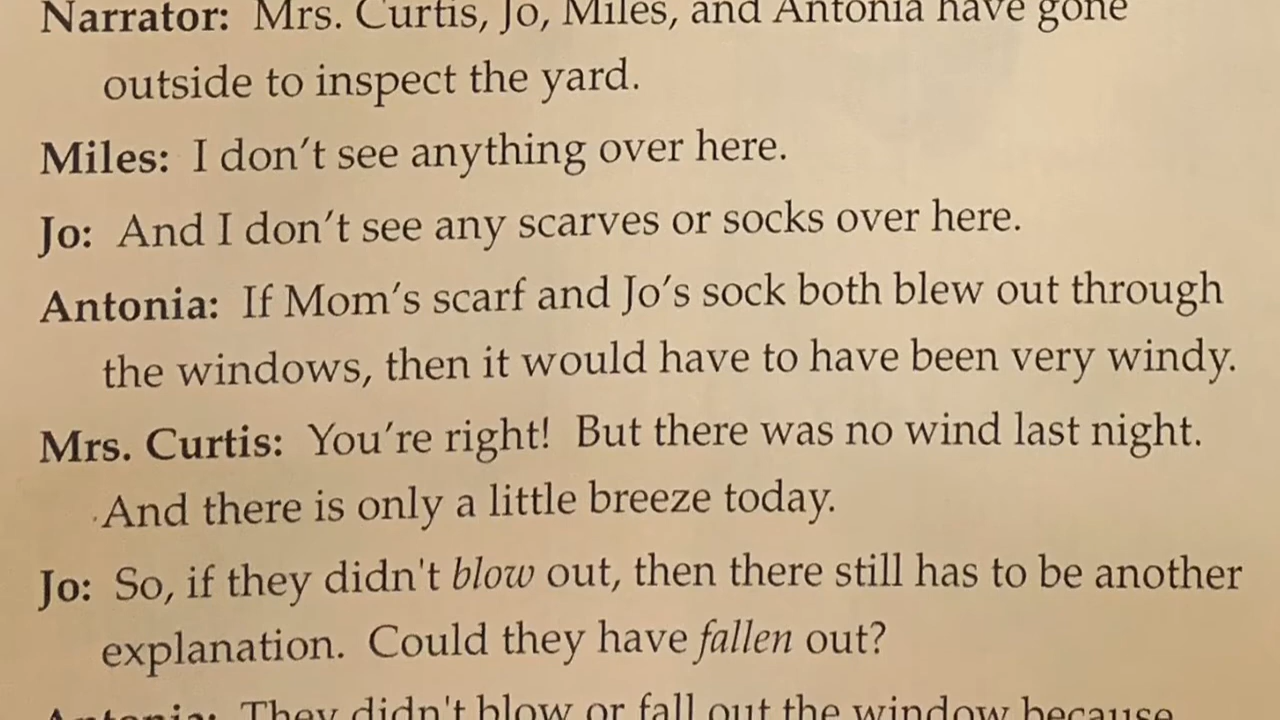 Narrator: Mrs. Curtis, Jo, Miles, and Antonia have gone
outside to inspect the yard.
Miles: I don't see anything over here.
Jo: And I don't see any scarves or socks over here.
Antonia: If Mom's scarf and Jo's sock both blew out through
the windows, then it would have to have been very windy.
Mrs. Curtis: You're right! But there was no wind last night.
And there is only a little breeze today.
Jo: So, if they didn't blow out, then there still has to be another
explanation. Could they have fallen out?
Antonia: They didn't blow or fall out the window because